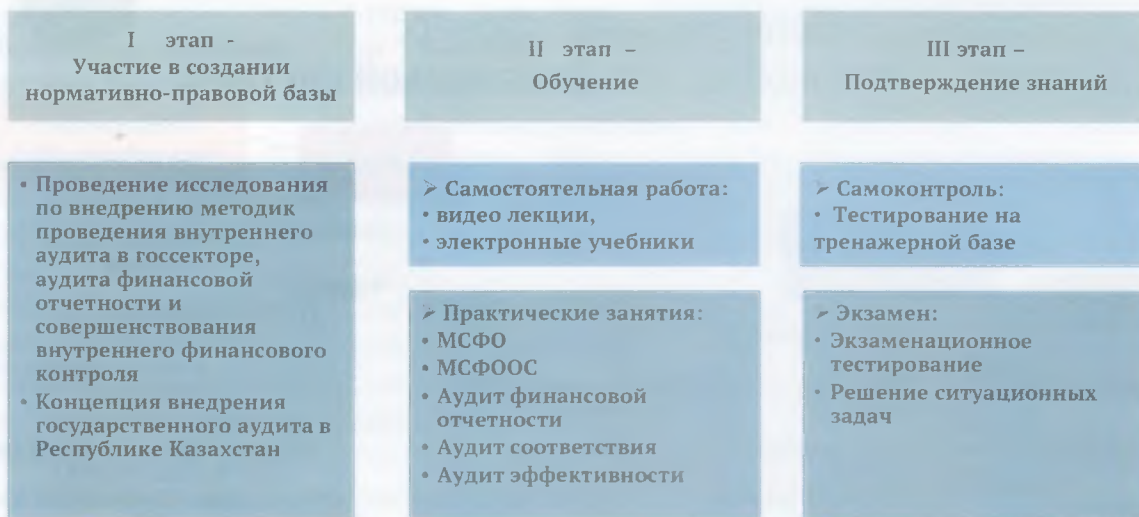 I этап -
Участие в создании
нормативно-правовой базы
• Проведение исследования
по внедрению методик
проведения внутреннего
аудита в госсекторе,
аудита финансовой
отчетности и
совершенствования
внутреннего финансового
контроля
• Концепция внедрения
государственного аудита в
Республике Казахстан
II этап –
Обучение
➢ Самостоятельная работа:
• видео лекции,
• электронные учебники
➢ Практические занятия:
• МСФО
• МСФООС
• Аудит финансовой
отчетности
• Аудит соответствия
• Аудит эффективности
III этап –
Подтверждение знаний
➢ Самоконтроль:
• Тестирование на
тренажерной базе
➢ Экзамен:
• Экзаменационное
тестирование
• Решение ситуационных
задач